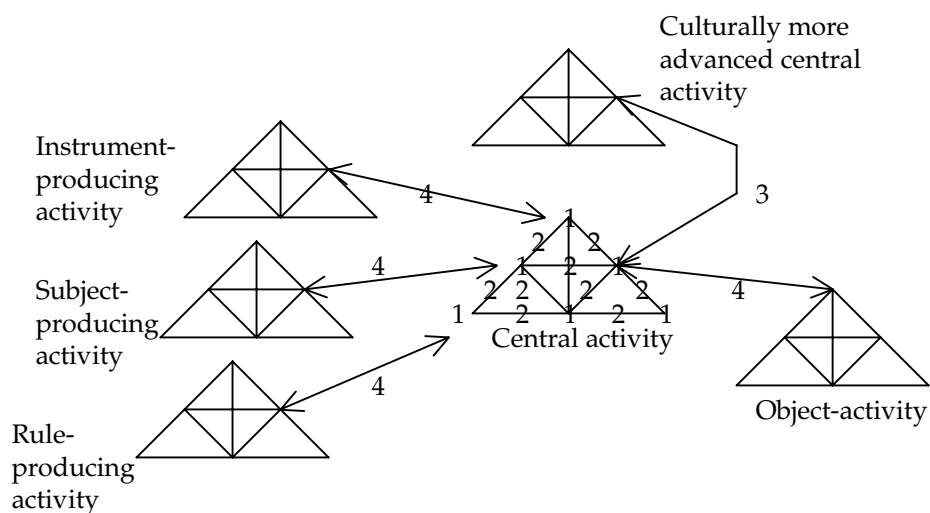 Culturally more
advanced central
activity
Instrument-
producing
activity
4
3
1
2 2
4
1 2 1
Subject-
producing
activity
2 2 2 2
4
1 2 1 2 1
Central activity
4
Object-activity
Rule-
producing
activity